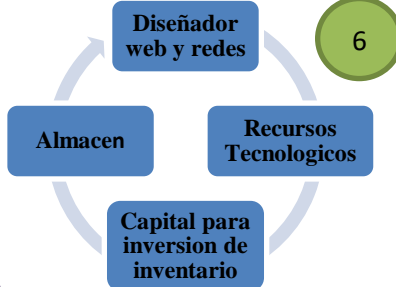 Diseñador
web y redes
6
Almacen
Recursos
Tecnologicos
Capital para
inversion de
inventario